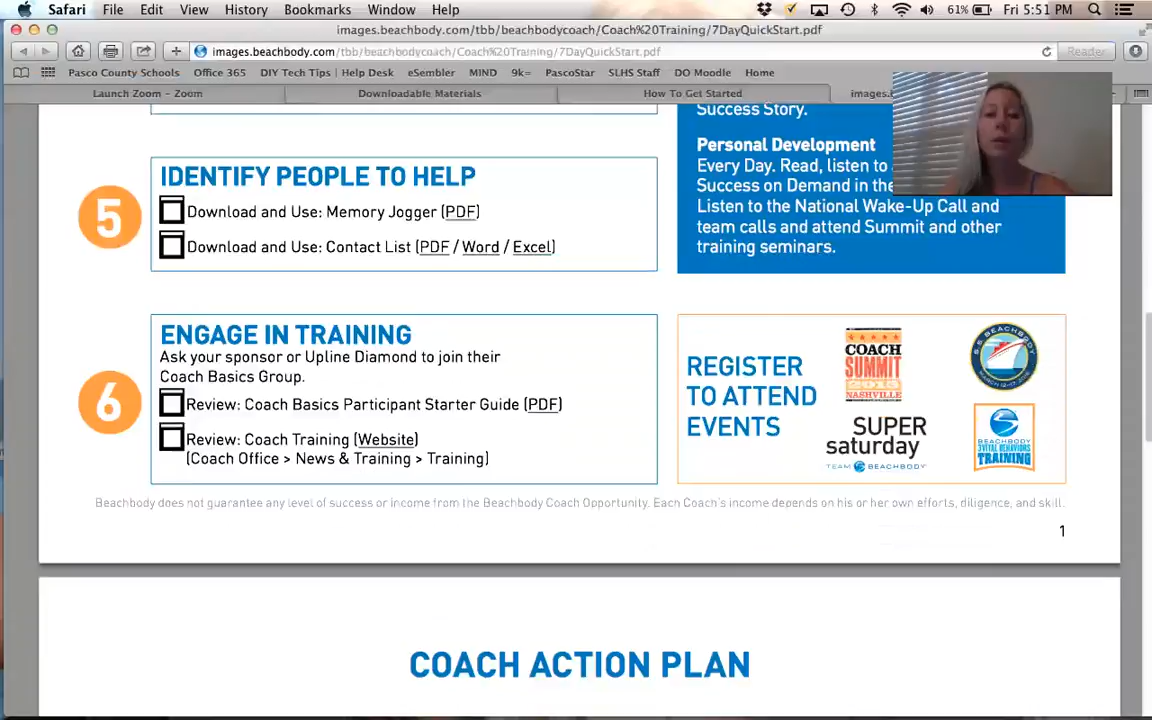 Safari File Edit View History Bookmarks Window Help 61% Fri 5:51 PM
images.beachbody.com/tbb/beachbodycoach/Coach%20Training/7DayQuickStart.pdf
images.beachbody.com/tbb/beachbodycoach/Coach%20Training/7DayQuickStart.pdf Reader
Pasco County Schools Office 365 DIY Tech Tips | Help Desk eSembler MIND 9k= PascoStar SLHS Staff DO Moodle Home
Launch Zoom – Zoom Downloadable Materials How To Get Started images.be
Success Story.
Personal Development
Every Day. Read, listen to
Success on Demand in the
Listen to the National Wake-Up Call and
team calls and attend Summit and other
training seminars.
5
IDENTIFY PEOPLE TO HELP
Download and Use: Memory Jogger (PDF)
Download and Use: Contact List (PDF / Word / Excel)
6
ENGAGE IN TRAINING
Ask your sponsor or Upline Diamond to join their
Coach Basics Group.
Review: Coach Basics Participant Starter Guide (PDF)
Review: Coach Training (Website)
(Coach Office > News & Training > Training)
REGISTER
TO ATTEND
EVENTS
COACH
SUMMIT
2015
NASHVILLE
S.S. BEACHBODY
SUPER
saturday
TEAM BEACHBODY
BEACHBODY
3 VITAL BEHAVIORS
TRAINING
Beachbody does not guarantee any level of success or income from the Beachbody Coach Opportunity. Each Coach's income depends on his or her own efforts, diligence, and skill.
1
COACH ACTION PLAN